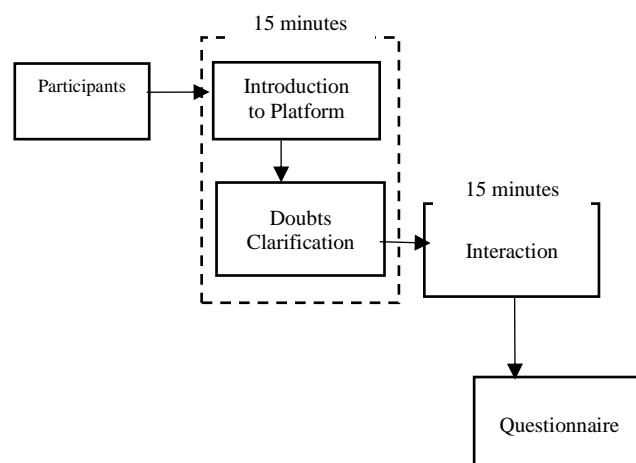 15 minutes
Participants
Introduction
to Platform
Doubts
Clarification
15 minutes
Interaction
Questionnaire